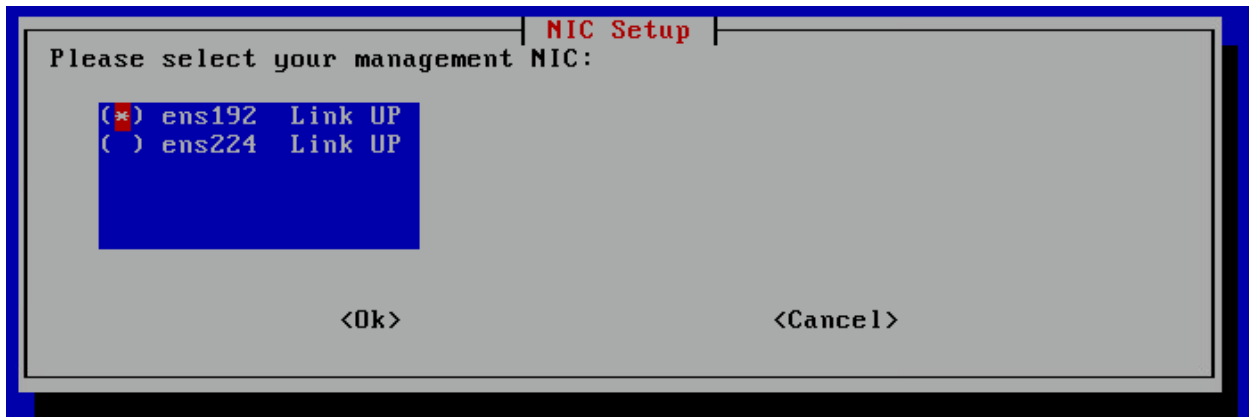 NIC Setup
Please select your management NIC:
(*) ens192 Link UP
( ) ens224 Link UP
<Ok> <Cancel>